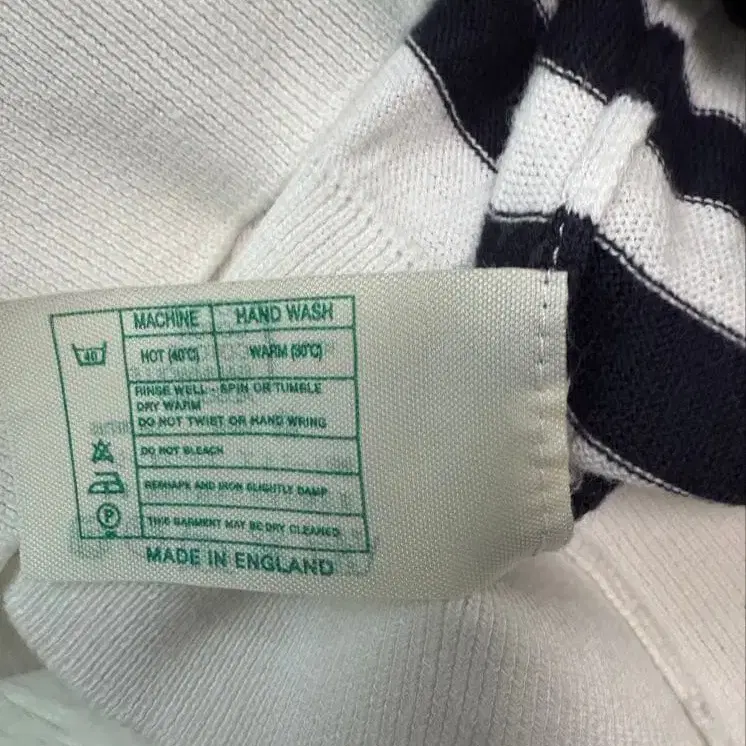 MACHINE HAND WASH
40 HOT (40°C) WARM (30°C)
RINSE WELL - SPIN OR TUMBLE
DRY WARM
DO NOT TWIST OR HAND WRING
DO NOT BLEACH
RESHAPE AND IRON SLIGHTLY DAMP
P THIS GARMENT MAY BE DRY CLEANED
MADE IN ENGLAND